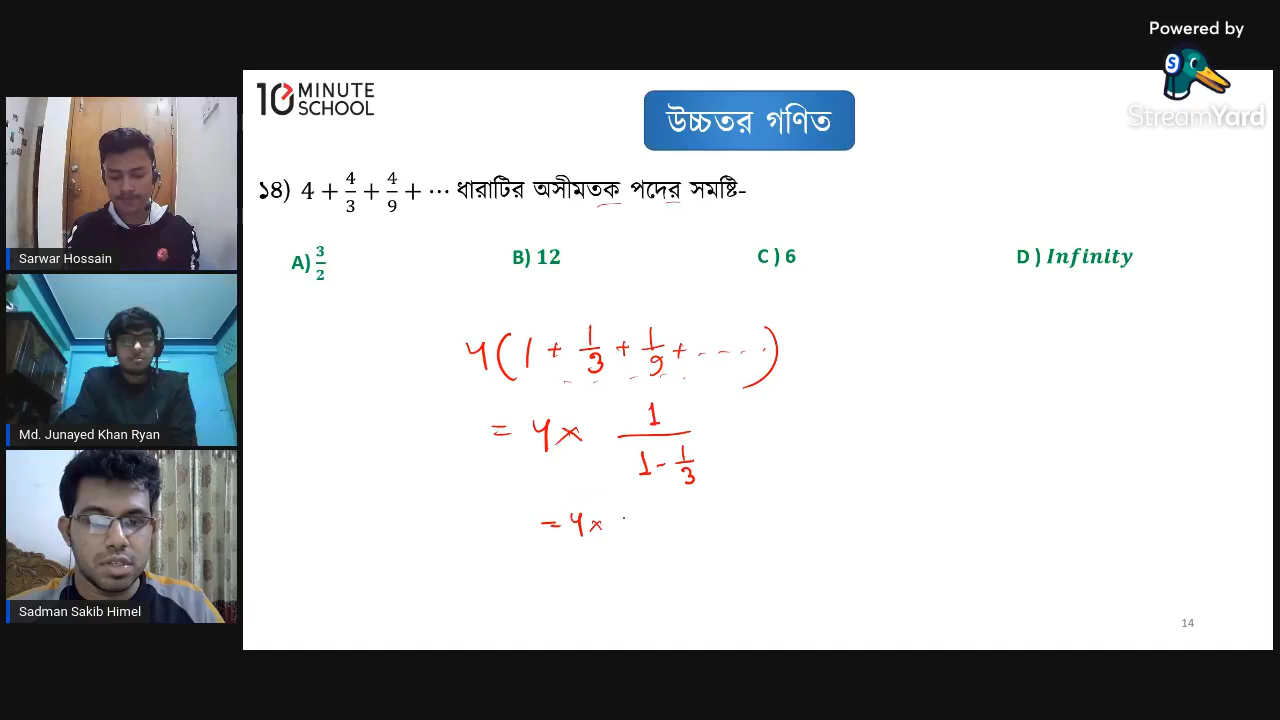 Powered by
StreamYard
10 MINUTE SCHOOL
উচ্চতর গণিত
১৪) 4 + 4/3 + 4/9 + ⋯ ধারাটির অসীমতক পদের সমষ্টি-
A) 3/2 B) 12 C ) 6 D ) Infinity
4 ( 1 + 1/3 + 1/9 + ----- )
= 4 × 1/(1 - 1/3)
= 4 ×
Sarwar Hossain
Md. Junayed Khan Ryan
Sadman Sakib Himel
14